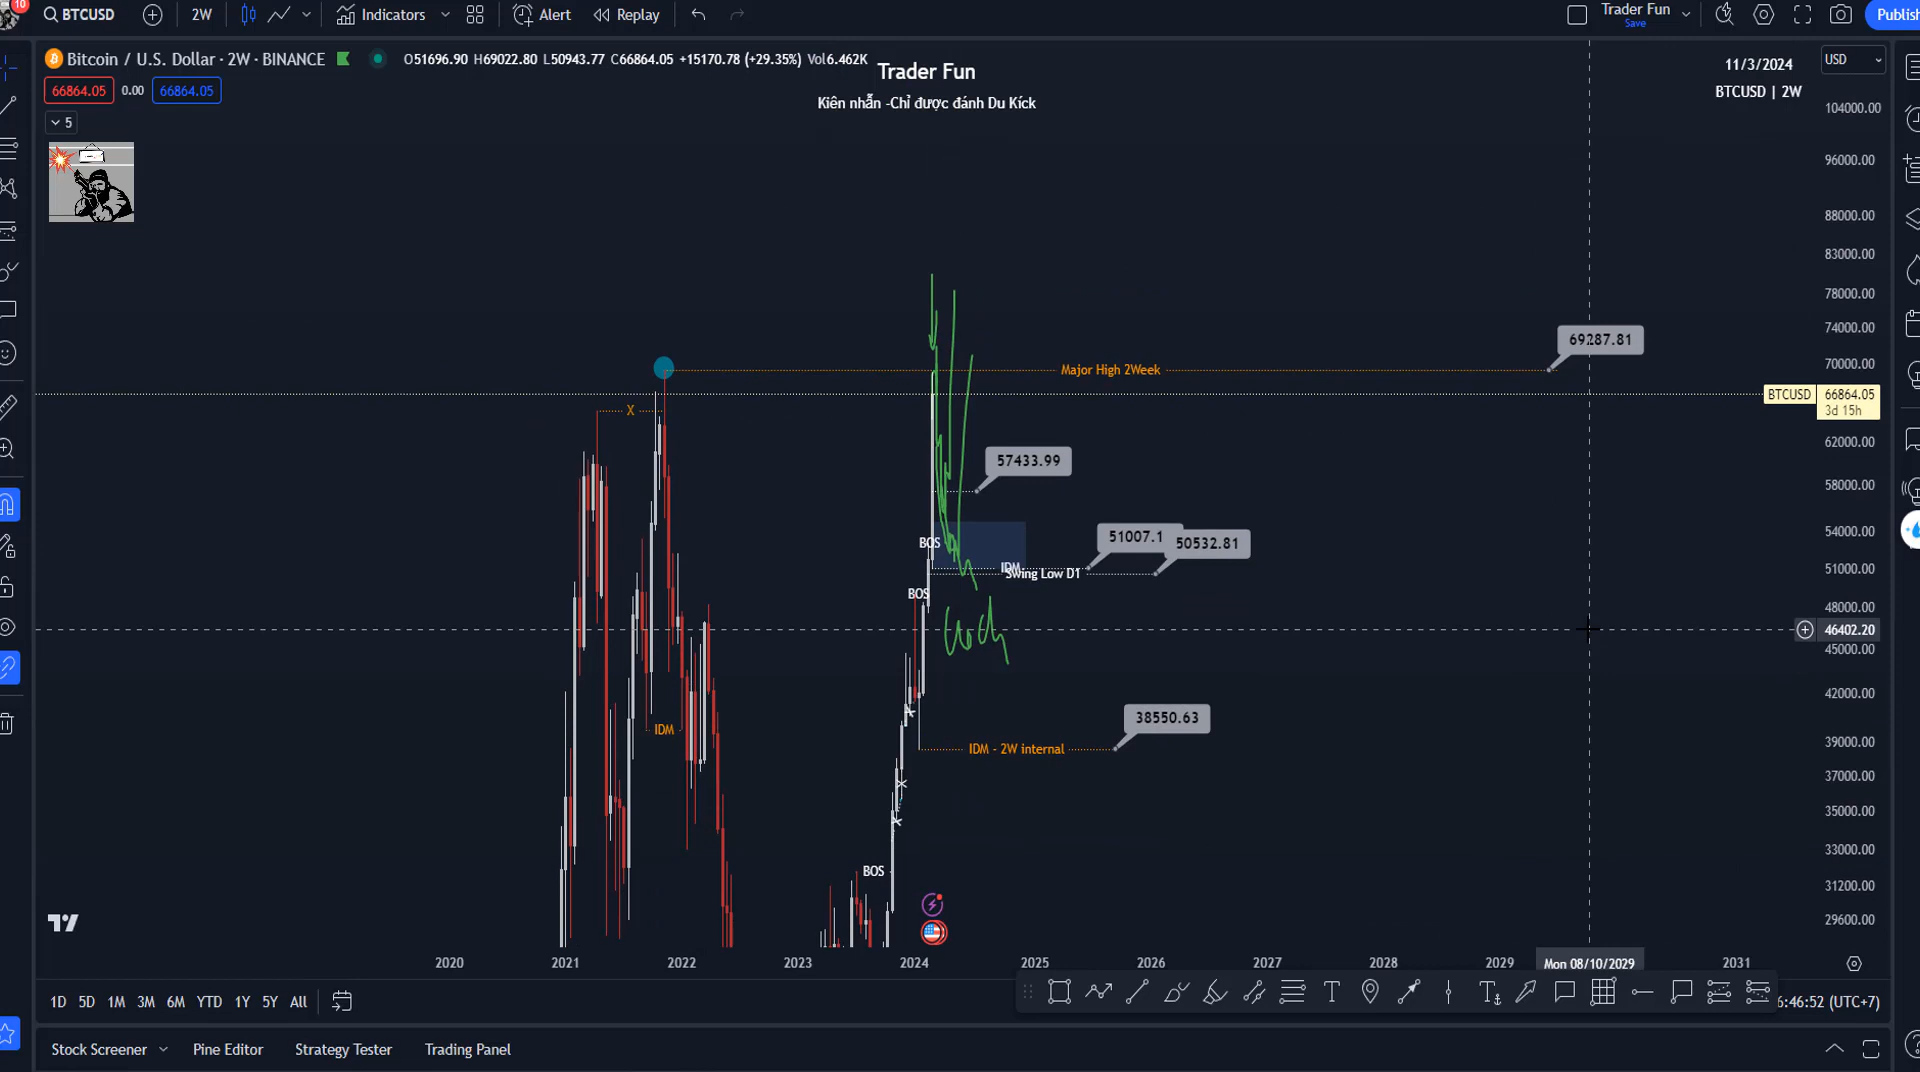 10
BTCUSD 2W Indicators Alert Replay Trader Fun Save Publish
Bitcoin / U.S. Dollar · 2W · BINANCE O51696.90 H69022.80 L50943.77 C66864.05 +15170.78 (+29.35%) Vol6.462K
66864.05 0.00 66864.05
5
Trader Fun
Kiên nhẫn -Chỉ được đánh Du Kích
11/3/2024
BTCUSD | 2W
USD
104000.00
96000.00
88000.00
83000.00
78000.00
74000.00
70000.00
BTCUSD 66864.05
3d 15h
62000.00
58000.00
54000.00
51000.00
48000.00
46402.20
45000.00
42000.00
39000.00
37000.00
35000.00
33000.00
31200.00
29600.00
69287.81
Major High 2Week
X
57433.99
BOS
51007.1
50532.81
IDM
Swing Low D1
BOS
38550.63
IDM
IDM - 2W internal
BOS
2020 2021 2022 2023 2024 2025 2026 2027 2028 2029 Mon 08/10/2029 2031
1D 5D 1M 3M 6M YTD 1Y 5Y All
6:46:52 (UTC+7)
Stock Screener Pine Editor Strategy Tester Trading Panel